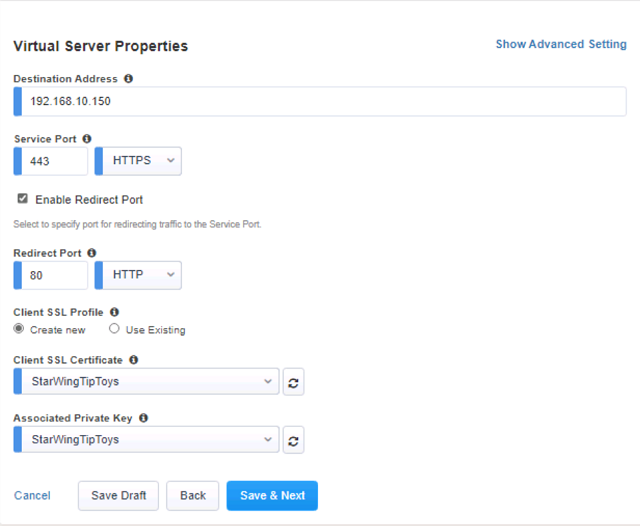 Virtual Server Properties
Show Advanced Setting
Destination Address
192.168.10.150
Service Port
443 HTTPS
Enable Redirect Port
Select to specify port for redirecting traffic to the Service Port.
Redirect Port
80 HTTP
Client SSL Profile
Create new Use Existing
Client SSL Certificate
StarWingTipToys
Associated Private Key
StarWingTipToys
Cancel Save Draft Back Save & Next